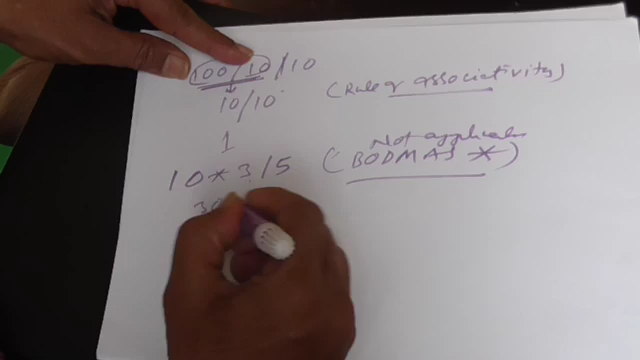 100/10/10
(Rule of associativity)
10/10
1
Not applicable
(BODMAS *)
10*3/5
30